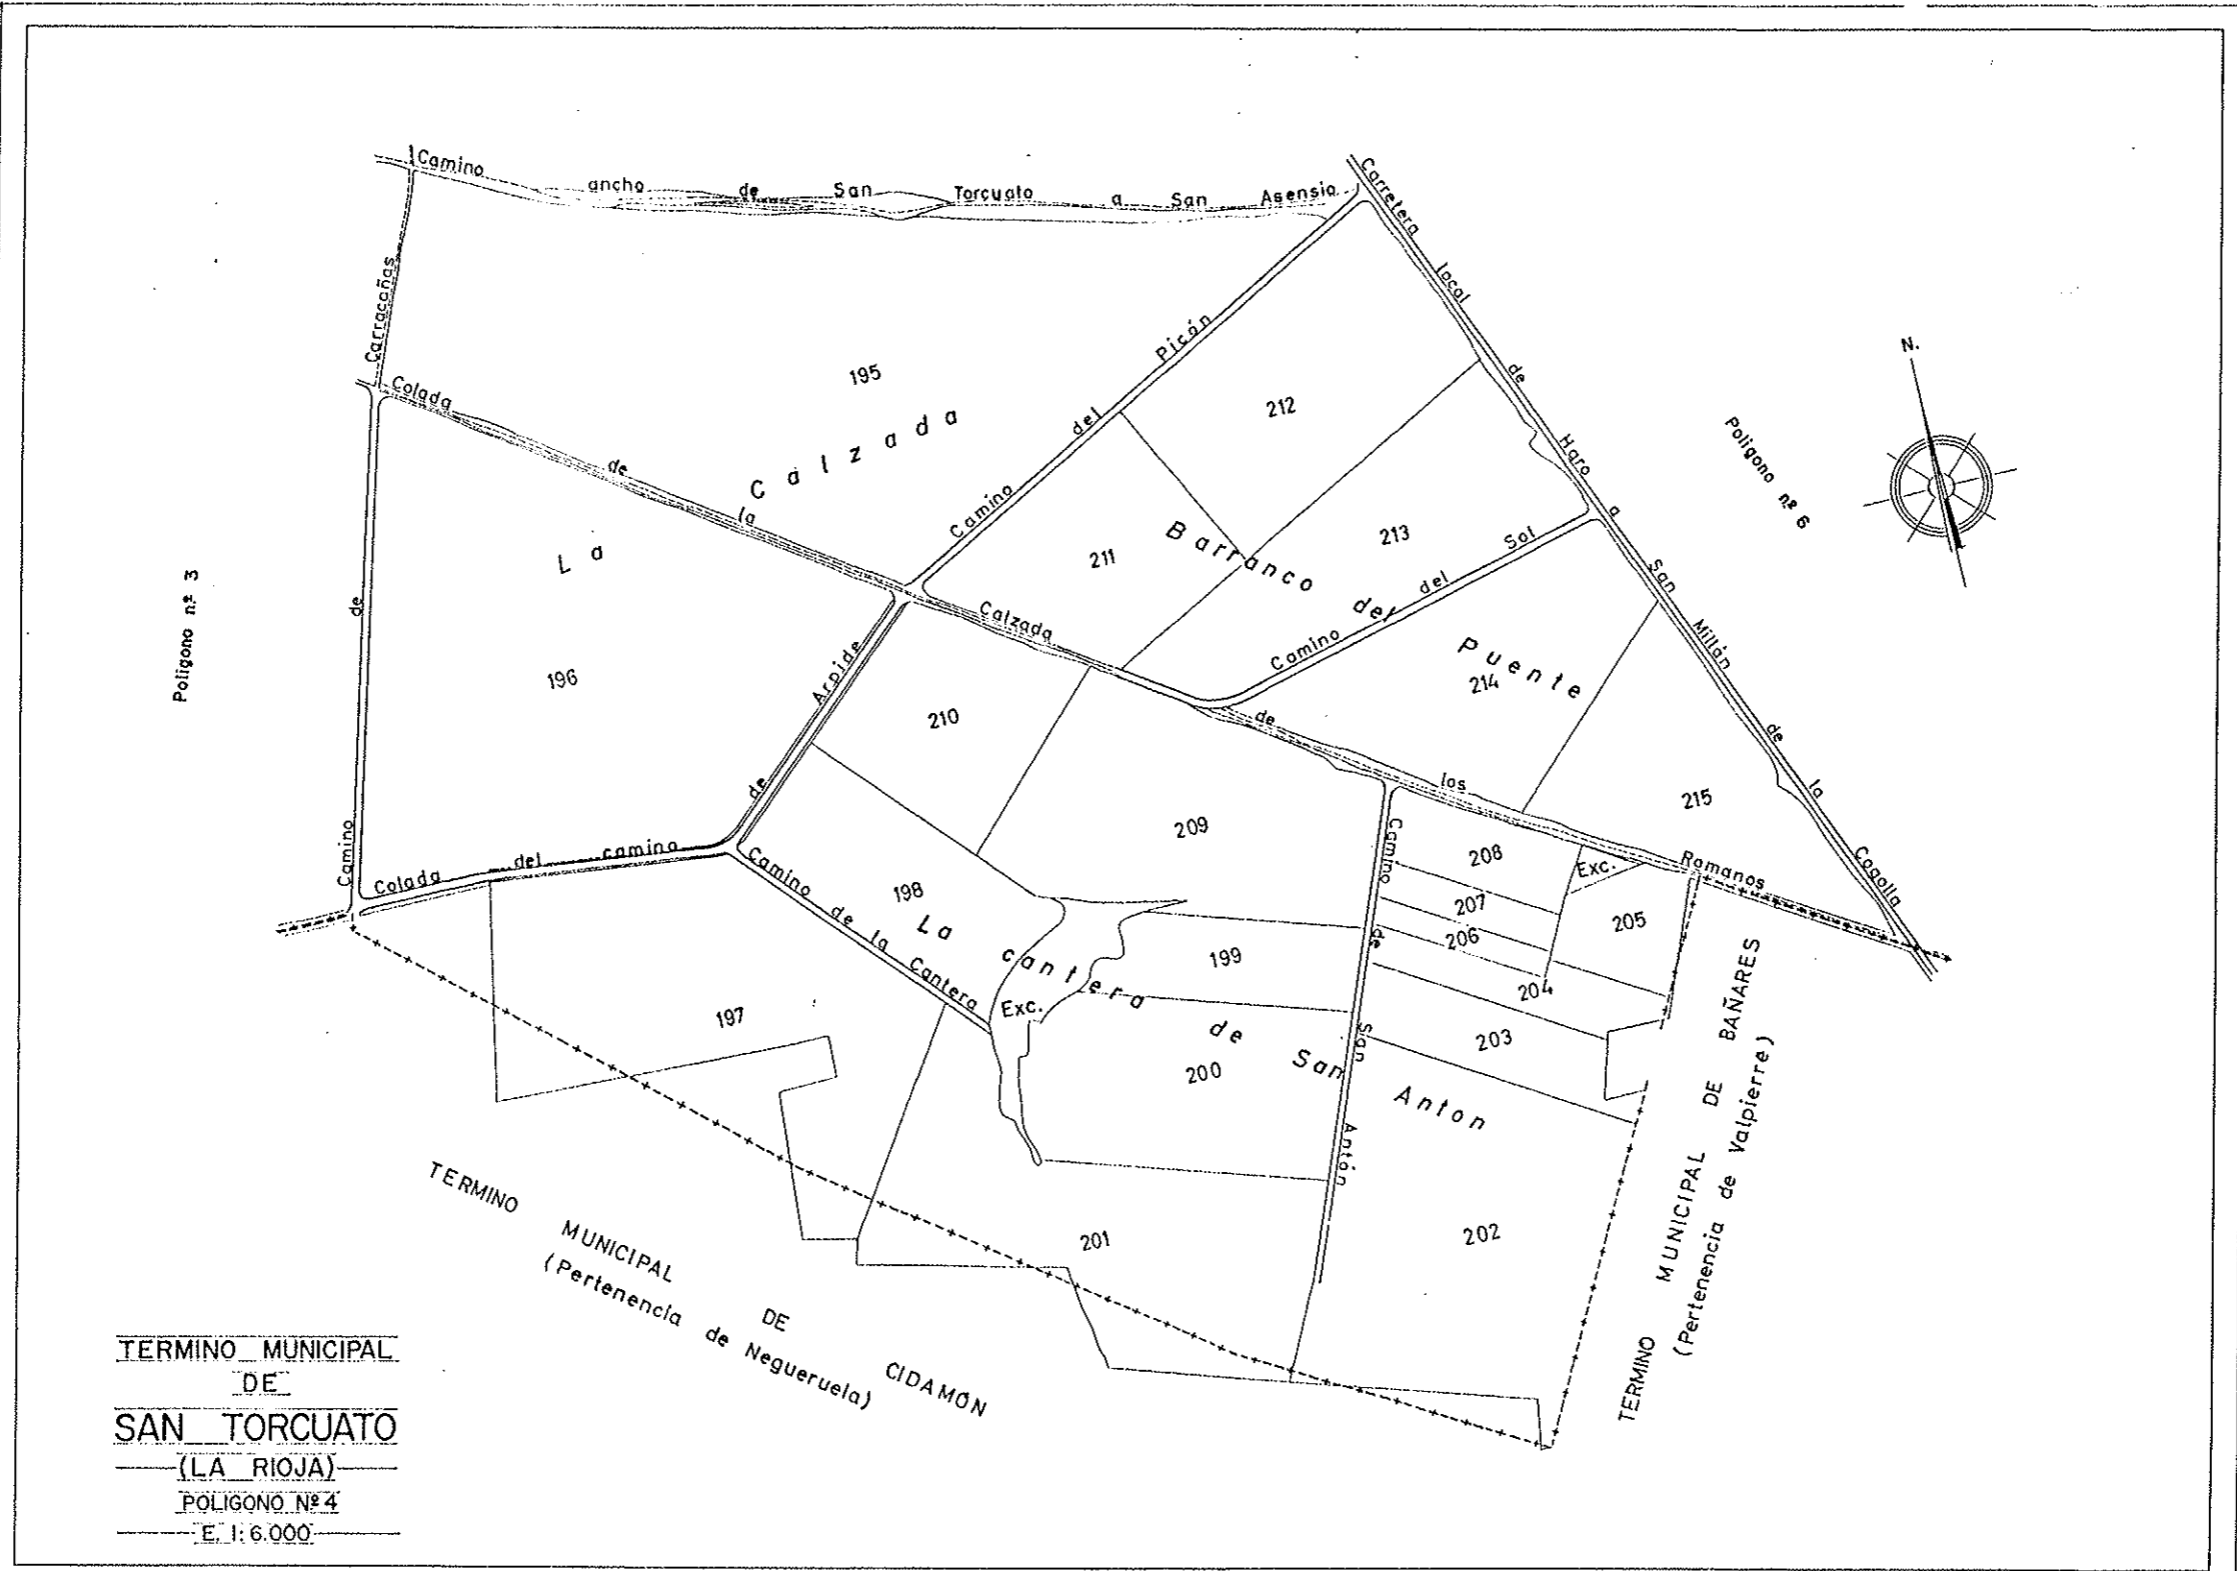 Camino ancho de San Torcuato a San Asensio
Carretera local de Haro a San Millán de la Cogolla
Camino de Carracañas
Colada de la Calzada de los Romanos
Camino del Picón
195
La Calzada
212
N.
Poligono nº 6
211
213
Barranco del Puente
Camino del Sol
Poligono nº 3
196
Colada del camino de Arpide
210
214
209
215
208
Exc.
207
205
206
204
203
198
Camino de la Cantera
La cantera de San Anton
199
Exc.
200
Camino de San Antón
197
201
202
TERMINO MUNICIPAL DE BAÑARES
(Pertenencia de Valpierre)
TERMINO MUNICIPAL DE CIDAMÓN
(Pertenencia de Negueruela)
TERMINO MUNICIPAL
DE
SAN TORCUATO
(LA RIOJA)
POLIGONO Nº 4
E. 1:6.000